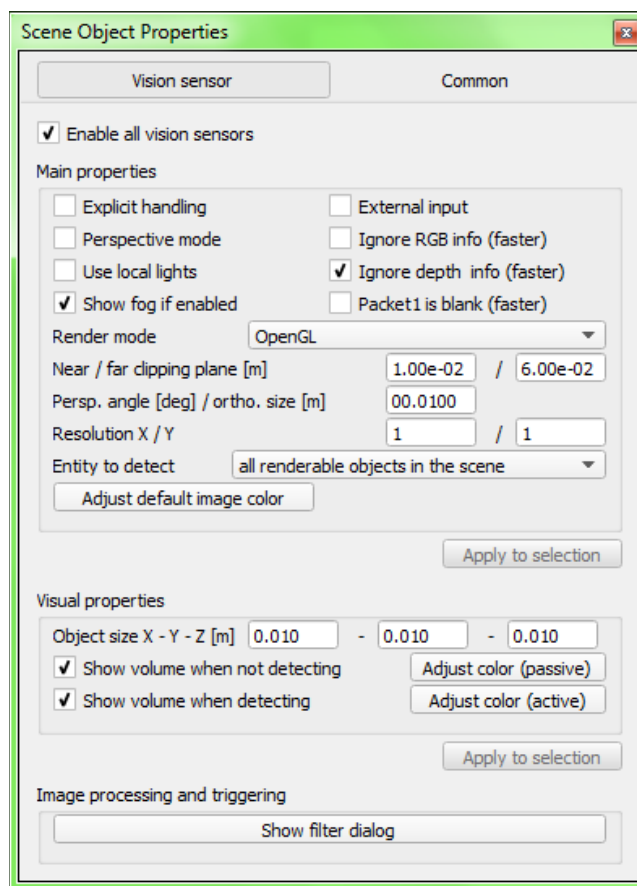 Scene Object Properties
Vision sensor Common
Enable all vision sensors
Main properties
Explicit handling External input
Perspective mode Ignore RGB info (faster)
Use local lights Ignore depth info (faster)
Show fog if enabled Packet1 is blank (faster)
Render mode OpenGL
Near / far clipping plane [m] 1.00e-02 / 6.00e-02
Persp. angle [deg] / ortho. size [m] 00.0100
Resolution X / Y 1 / 1
Entity to detect all renderable objects in the scene
Adjust default image color
Apply to selection
Visual properties
Object size X - Y - Z [m] 0.010 - 0.010 - 0.010
Show volume when not detecting Adjust color (passive)
Show volume when detecting Adjust color (active)
Apply to selection
Image processing and triggering
Show filter dialog